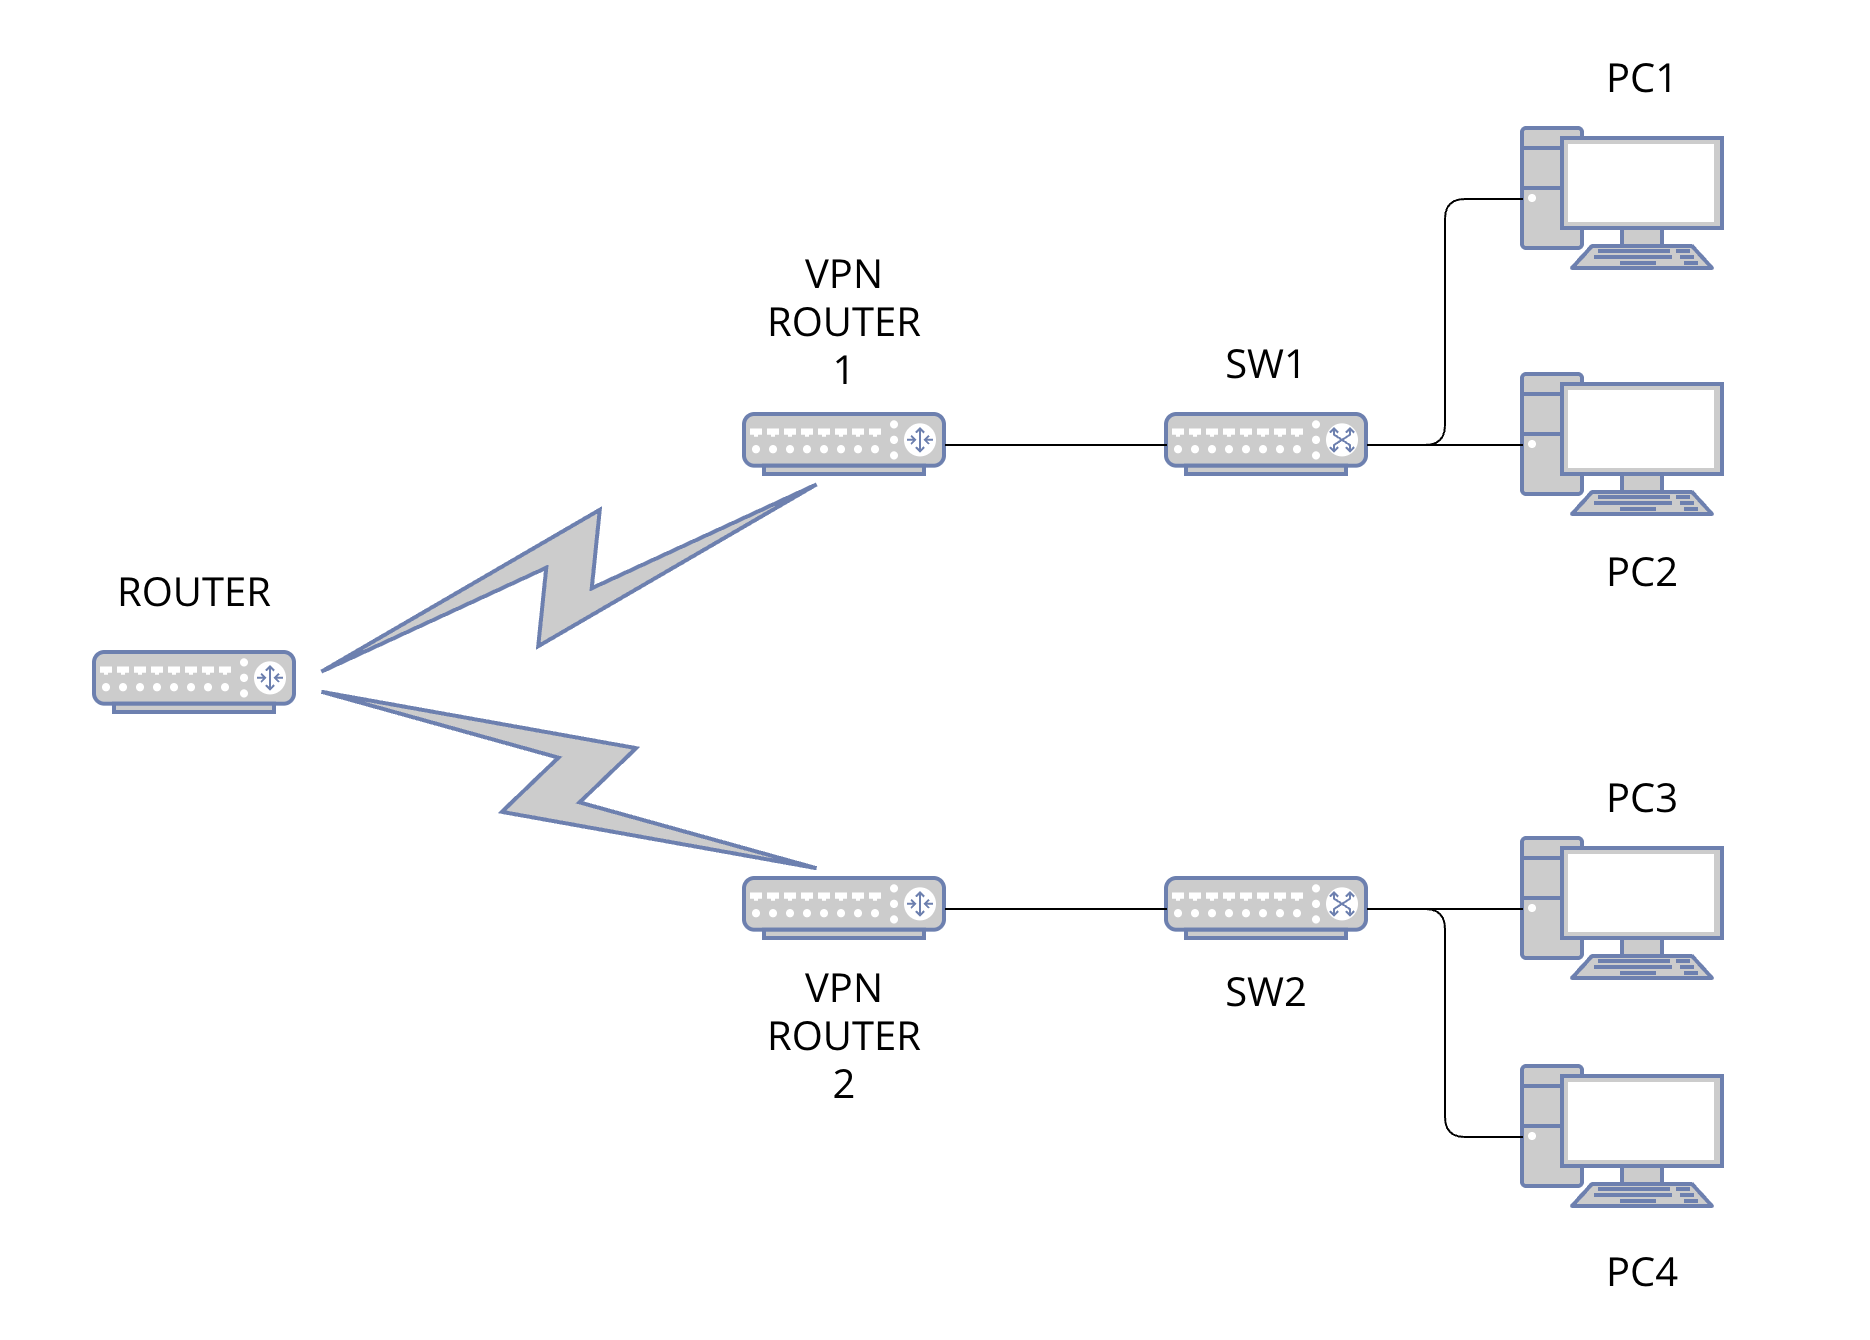 PC1
VPN
ROUTER
1
SW1
PC2
ROUTER
PC3
VPN
ROUTER
2
SW2
PC4